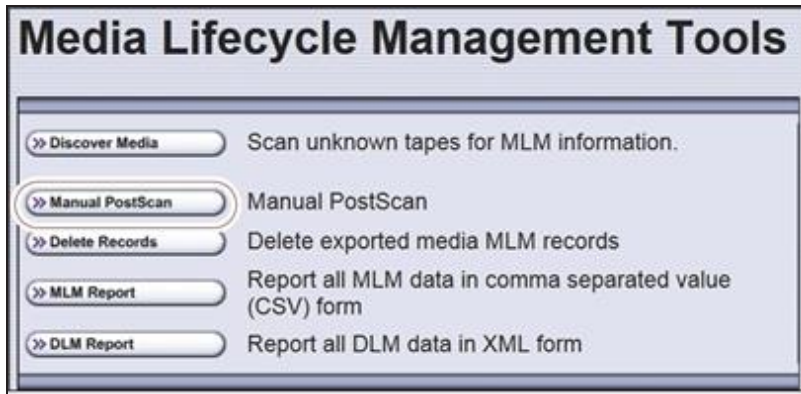 Media Lifecycle Management Tools
» Discover Media Scan unknown tapes for MLM information.
» Manual PostScan Manual PostScan
» Delete Records Delete exported media MLM records
» MLM Report Report all MLM data in comma separated value
(CSV) form
» DLM Report Report all DLM data in XML form